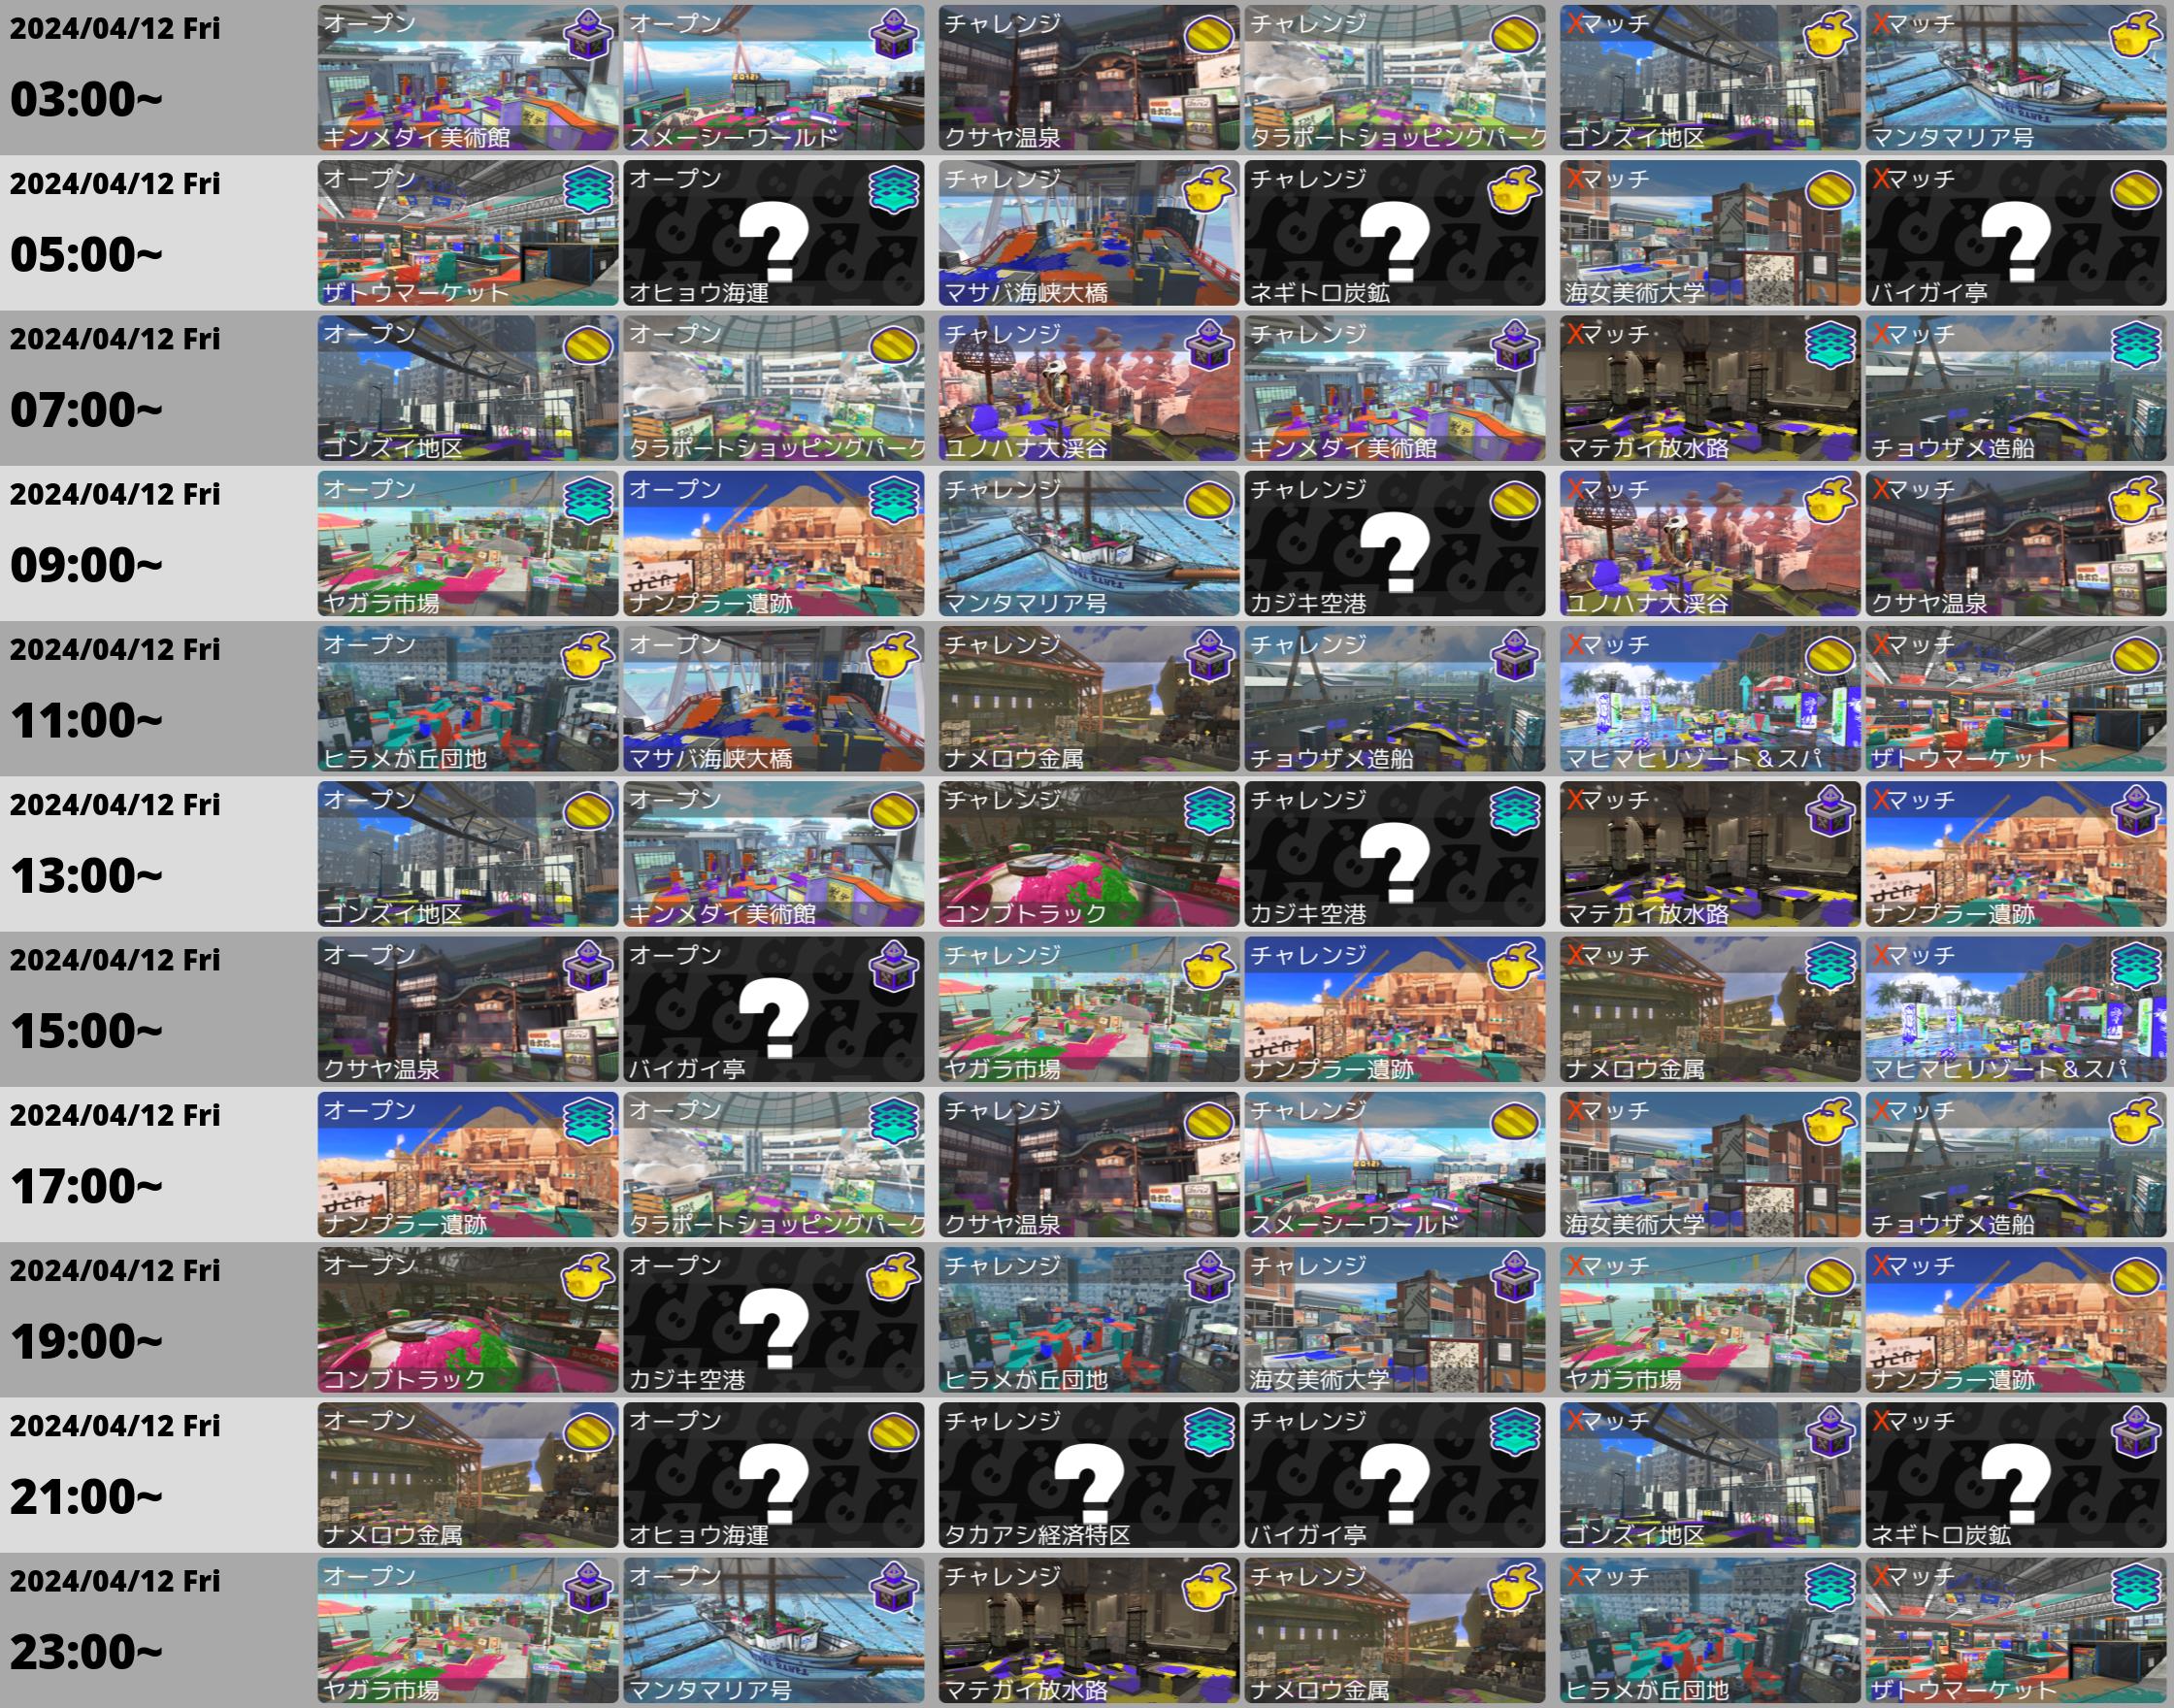 2024/04/12 Fri
03:00~
オープン
キンメダイ美術館
オープン
スメーシーワールド
チャレンジ
クサヤ温泉
チャレンジ
タラポートショッピングパーク
Xマッチ
ゴンズイ地区
Xマッチ
マンタマリア号
2024/04/12 Fri
05:00~
オープン
ザトウマーケット
オープン
オヒョウ海運
チャレンジ
マサバ海峡大橋
チャレンジ
ネギトロ炭鉱
Xマッチ
海女美術大学
Xマッチ
バイガイ亭
2024/04/12 Fri
07:00~
オープン
ゴンズイ地区
オープン
タラポートショッピングパーク
チャレンジ
ユノハナ大渓谷
チャレンジ
キンメダイ美術館
Xマッチ
マテガイ放水路
Xマッチ
チョウザメ造船
2024/04/12 Fri
09:00~
オープン
ヤガラ市場
オープン
ナンプラー遺跡
チャレンジ
マンタマリア号
チャレンジ
カジキ空港
Xマッチ
ユノハナ大渓谷
Xマッチ
クサヤ温泉
2024/04/12 Fri
11:00~
オープン
ヒラメが丘団地
オープン
マサバ海峡大橋
チャレンジ
ナメロウ金属
チャレンジ
チョウザメ造船
Xマッチ
マヒマヒリゾート＆スパ
Xマッチ
ザトウマーケット
2024/04/12 Fri
13:00~
オープン
ゴンズイ地区
オープン
キンメダイ美術館
チャレンジ
コンブトラック
チャレンジ
カジキ空港
Xマッチ
マテガイ放水路
Xマッチ
ナンプラー遺跡
2024/04/12 Fri
15:00~
オープン
クサヤ温泉
オープン
バイガイ亭
チャレンジ
ヤガラ市場
チャレンジ
ナンプラー遺跡
Xマッチ
ナメロウ金属
Xマッチ
マヒマヒリゾート＆スパ
2024/04/12 Fri
17:00~
オープン
ナンプラー遺跡
オープン
タラポートショッピングパーク
チャレンジ
クサヤ温泉
チャレンジ
スメーシーワールド
Xマッチ
海女美術大学
Xマッチ
チョウザメ造船
2024/04/12 Fri
19:00~
オープン
コンブトラック
オープン
カジキ空港
チャレンジ
ヒラメが丘団地
チャレンジ
海女美術大学
Xマッチ
ヤガラ市場
Xマッチ
ナンプラー遺跡
2024/04/12 Fri
21:00~
オープン
ナメロウ金属
オープン
オヒョウ海運
チャレンジ
タカアシ経済特区
チャレンジ
バイガイ亭
Xマッチ
ゴンズイ地区
Xマッチ
ネギトロ炭鉱
2024/04/12 Fri
23:00~
オープン
ヤガラ市場
オープン
マンタマリア号
チャレンジ
マテガイ放水路
チャレンジ
ナメロウ金属
Xマッチ
ヒラメが丘団地
Xマッチ
ザトウマーケット